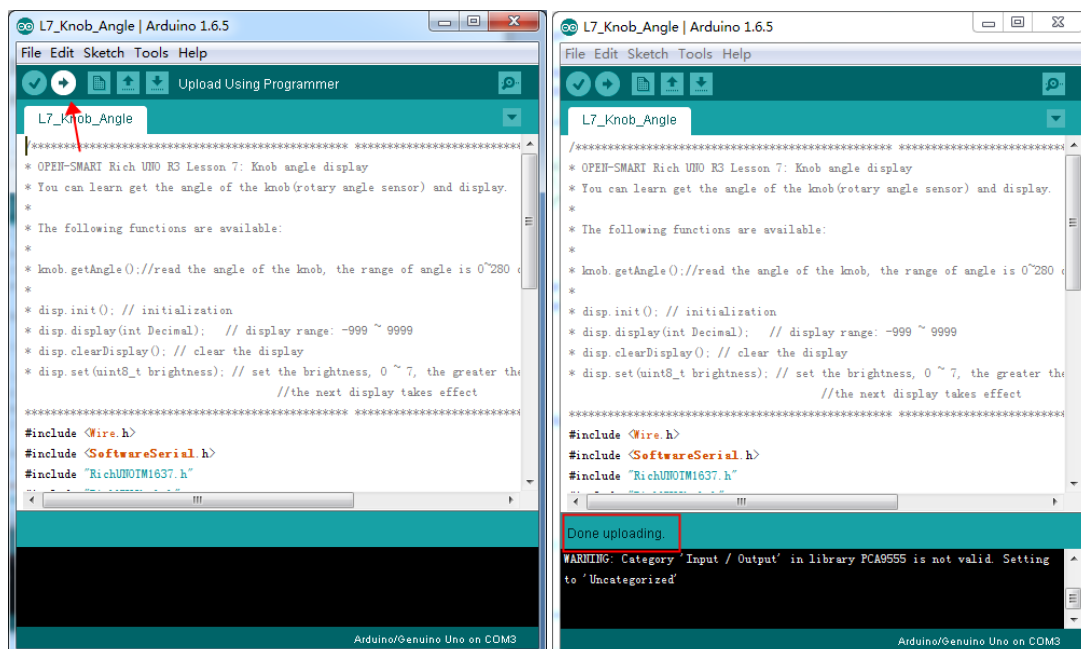 L7_Knob_Angle | Arduino 1.6.5
File Edit Sketch Tools Help
Upload Using Programmer
L7_Knob_Angle
/************************************************* *************************
* OPEN-SMART Rich UNO R3 Lesson 7: Knob angle display
* You can learn get the angle of the knob(rotary angle sensor) and display.
*
* The following functions are available:
*
* knob.getAngle();//read the angle of the knob, the range of angle is 0~280
*
* disp.init(); // initialization
* disp.display(int Decimal); // display range: -999 ~ 9999
* disp.clearDisplay(); // clear the display
* disp.set(uint8_t brightness); // set the brightness, 0 ~ 7, the greater the
//the next display takes effect
************************************************* *************************
#include <Wire.h>
#include <SoftwareSerial.h>
#include "RichUNOTM1637.h"
Arduino/Genuino Uno on COM3
L7_Knob_Angle | Arduino 1.6.5
File Edit Sketch Tools Help
L7_Knob_Angle
/************************************************* *************************
* OPEN-SMART Rich UNO R3 Lesson 7: Knob angle display
* You can learn get the angle of the knob(rotary angle sensor) and display.
*
* The following functions are available:
*
* knob.getAngle();//read the angle of the knob, the range of angle is 0~280
*
* disp.init(); // initialization
* disp.display(int Decimal); // display range: -999 ~ 9999
* disp.clearDisplay(); // clear the display
* disp.set(uint8_t brightness); // set the brightness, 0 ~ 7, the greater the
//the next display takes effect
************************************************* *************************
#include <Wire.h>
#include <SoftwareSerial.h>
#include "RichUNOTM1637.h"
Done uploading.
WARNING: Category 'Input / Output' in library PCA9555 is not valid. Setting
to 'Uncategorized'
Arduino/Genuino Uno on COM3